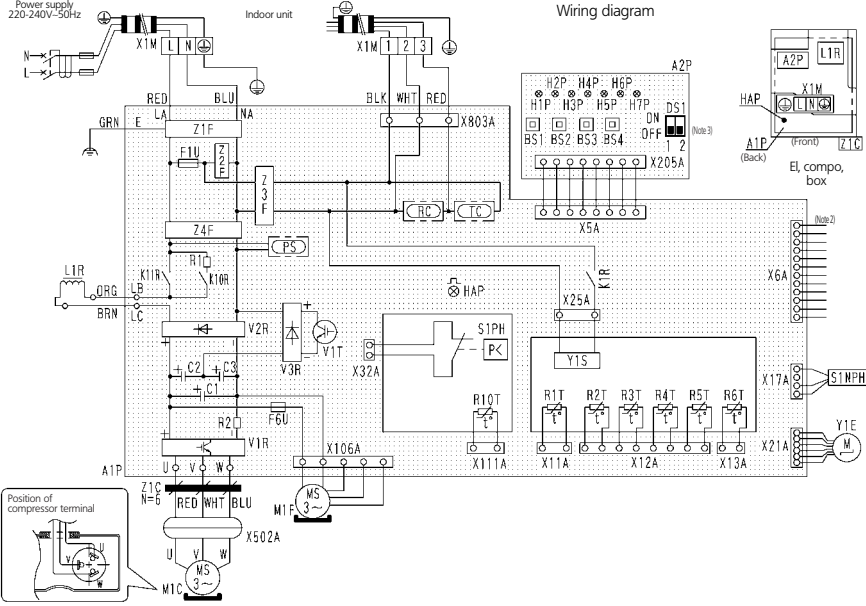 Power supply
220-240V~50Hz
Indoor unit
Wiring diagram
X1M L N
X1M 1 2 3
N
L
RED BLU
BLK WHT RED
LA NA
GRN E
Z1F
X803A
A2P
H2P H4P H6P
H1P H3P H5P H7P
DS1
ON
OFF
(Note 3)
1 2
BS1 BS2 BS3 BS4
X205A
X5A
A2P
L1R
X1M
L N
HAP
A1P
(Back)
(Front)
Z1C
El, compo,
box
F1U
Z2F
Z3F
RC
TC
Z4F
PS
R1
K11R
K10R
L1R
ORG LB
BRN LC
HAP
K1R
X25A
(Note 2)
X6A
V2R
V3R
V1T
C2 C3
C1
F6U
R2
V1R
X32A
S1PH
P<
Y1S
R10T
t°
R1T
t°
R2T
t°
R3T
t°
R4T
t°
R5T
t°
R6T
t°
X17A
S1NPH
X21A
Y1E
M
X111A
X11A
X12A
X13A
X106A
A1P
U V W
Z1C
N=6
RED WHT BLU
MS
3~
M1F
X502A
U V W
MS
3~
M1C
Position of
compressor terminal
U
V
W